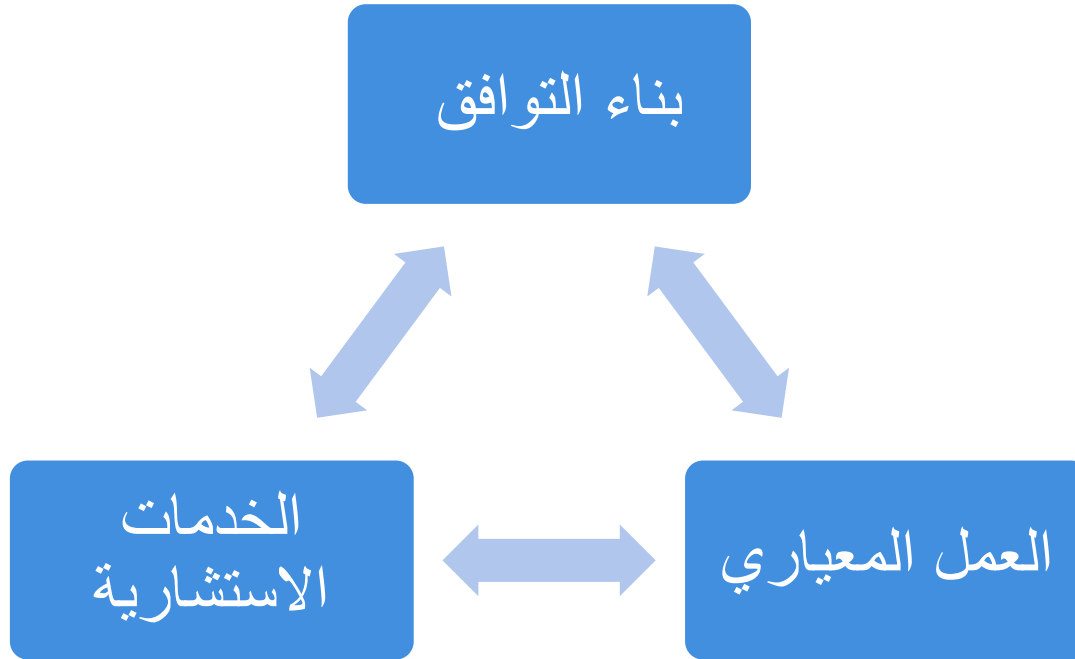 بناء التوافق
العمل المعياري
الخدمات
الاستشارية